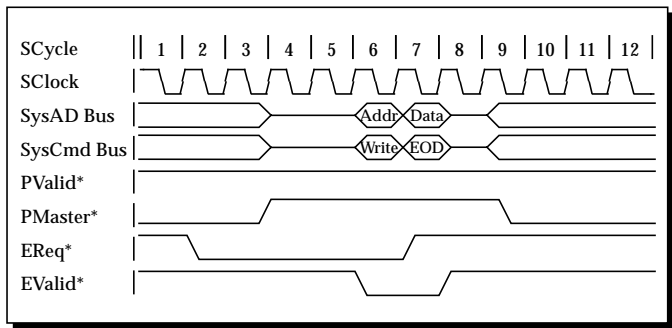 SCycle 1 2 3 4 5 6 7 8 9 10 11 12
SClock
SysAD Bus Addr Data
SysCmd Bus Write EOD
PValid*
PMaster*
EReq*
EValid*